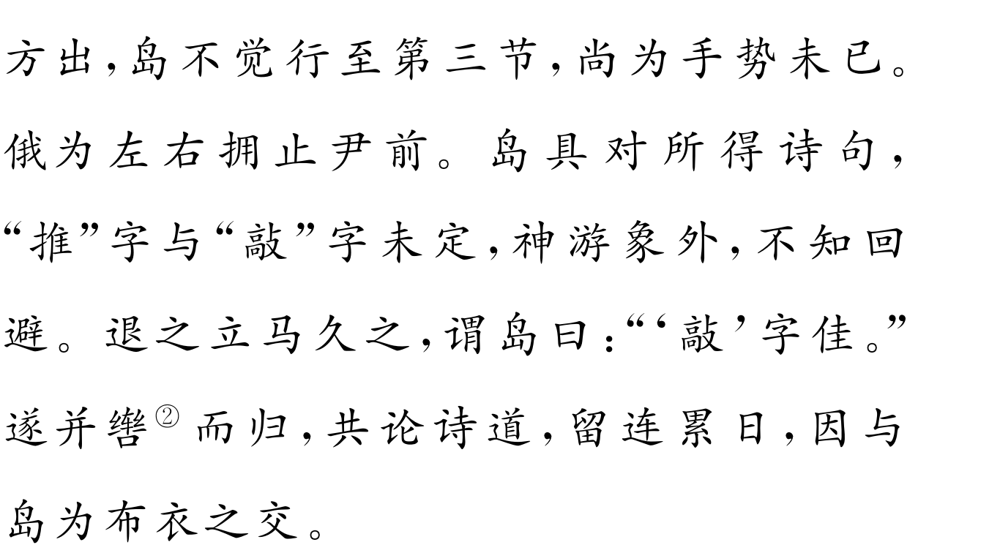 方出，岛不觉行至第三节，尚为手势未已。
俄为左右拥止尹前。岛具对所得诗句，
“推”字与“敲”字未定，神游象外，不知回
避。退之立马久之，谓岛曰：“‘敲’字佳。”
遂并辔②而归，共论诗道，留连累日，因与
岛为布衣之交。